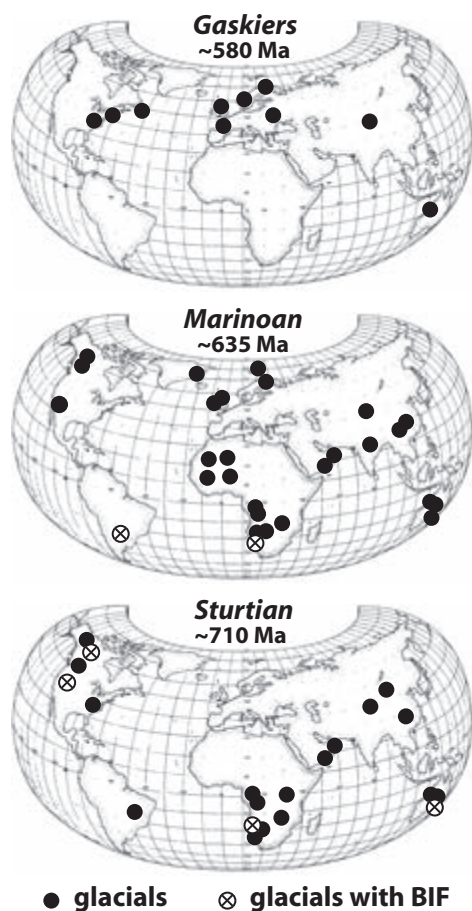 Gaskiers
~580 Ma
Marinoan
~635 Ma
Sturtian
~710 Ma
glacials
glacials with BIF